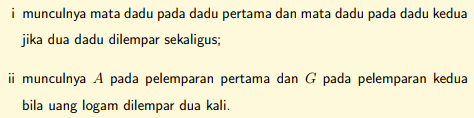 i munculnya mata dadu pada dadu pertama dan mata dadu pada dadu kedua
jika dua dadu dilempar sekaligus;
ii munculnya A pada pelemparan pertama dan G pada pelemparan kedua
bila uang logam dilempar dua kali.